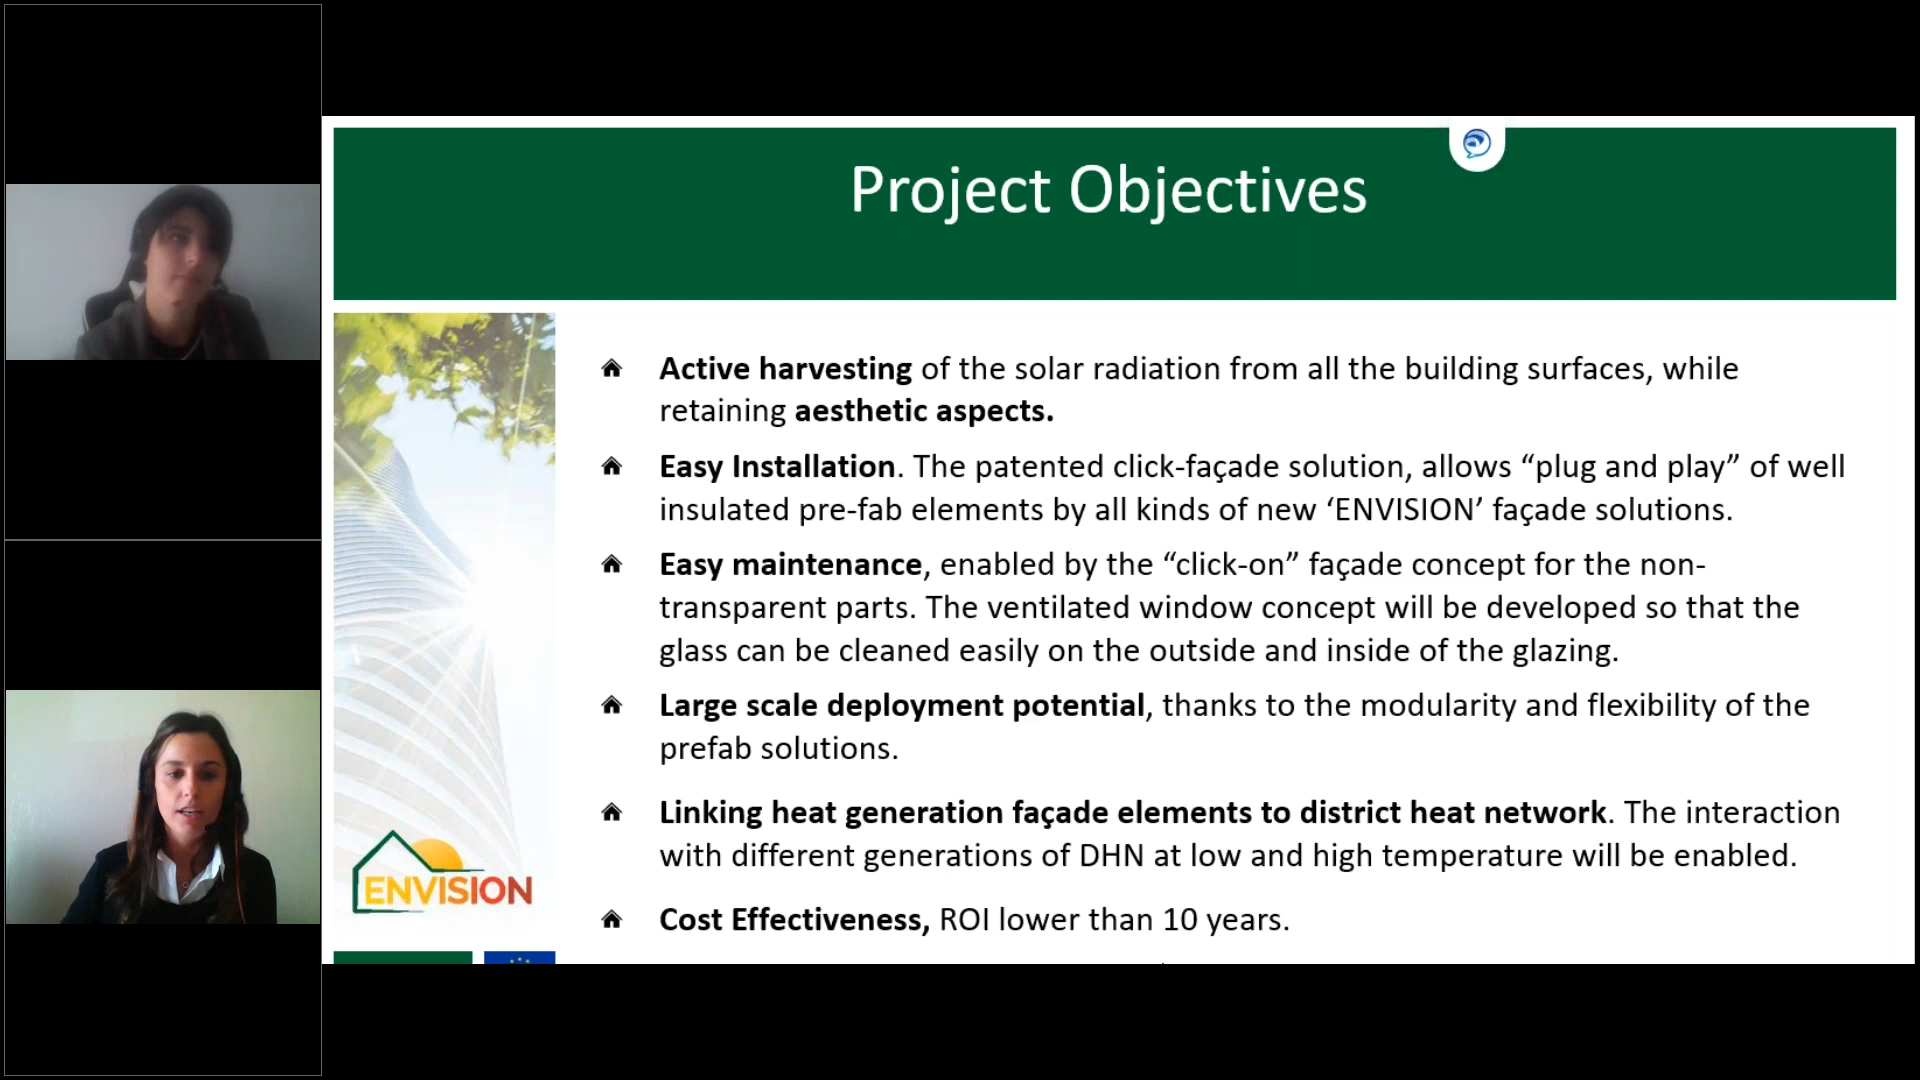 Project Objectives
Active harvesting of the solar radiation from all the building surfaces, while
retaining aesthetic aspects.
Easy Installation. The patented click-façade solution, allows “plug and play” of well
insulated pre-fab elements by all kinds of new ‘ENVISION’ façade solutions.
Easy maintenance, enabled by the “click-on” façade concept for the non-
transparent parts. The ventilated window concept will be developed so that the
glass can be cleaned easily on the outside and inside of the glazing.
Large scale deployment potential, thanks to the modularity and flexibility of the
prefab solutions.
Linking heat generation façade elements to district heat network. The interaction
with different generations of DHN at low and high temperature will be enabled.
Cost Effectiveness, ROI lower than 10 years.
ENVISION